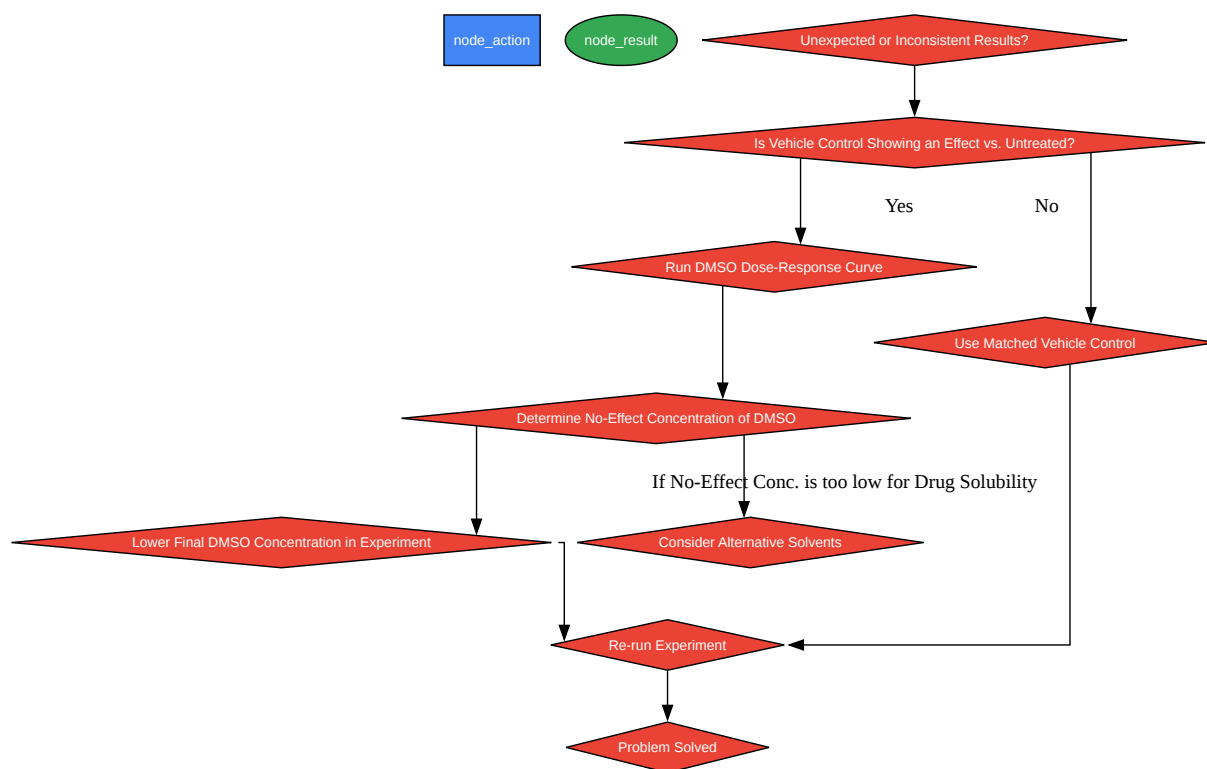 node_action
node_result
Unexpected or Inconsistent Results?
Is Vehicle Control Showing an Effect vs. Untreated?
Yes
No
Run DMSO Dose-Response Curve
Use Matched Vehicle Control
Determine No-Effect Concentration of DMSO
If No-Effect Conc. is too low for Drug Solubility
Lower Final DMSO Concentration in Experiment
Consider Alternative Solvents
Re-run Experiment
Problem Solved